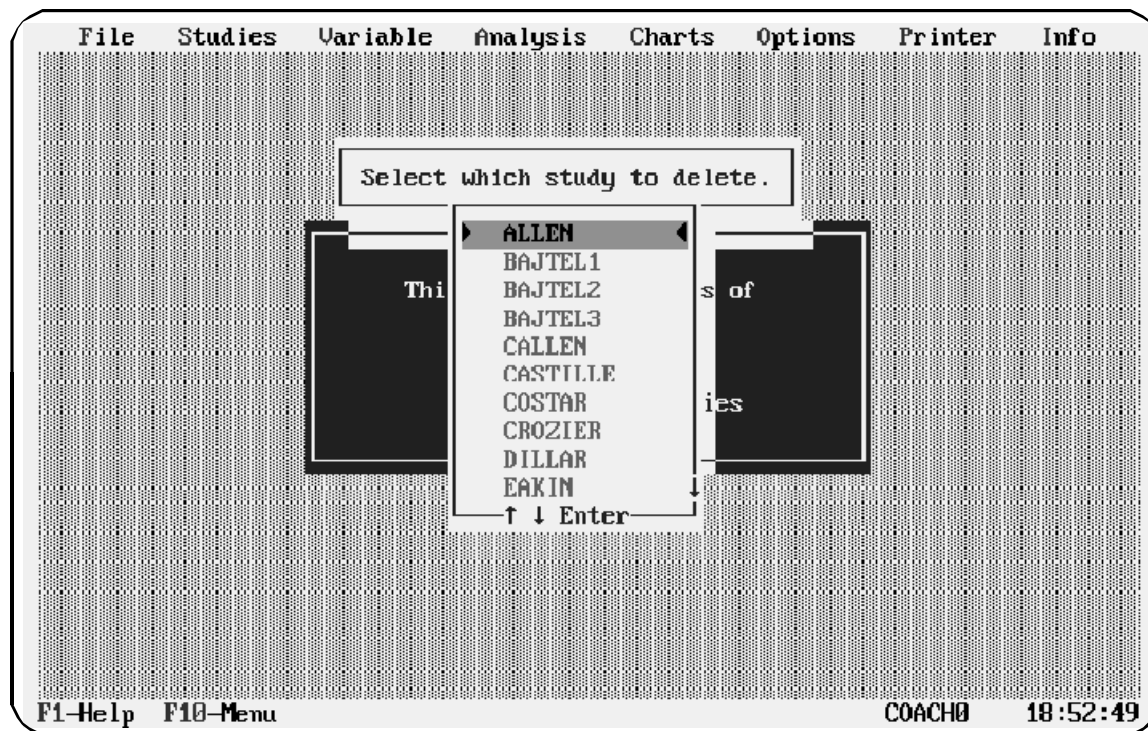 File Studies Variable Analysis Charts Options Printer Info
Select which study to delete.
ALLEN
BAJTEL1
Thi BAJTEL2 s of
BAJTEL3
CALLEN
CASTILLE
COSTAR ies
CROZIER
DILLAR
EAKIN ↓
↑ ↓ Enter
F1-Help F10-Menu COACH0 18:52:49